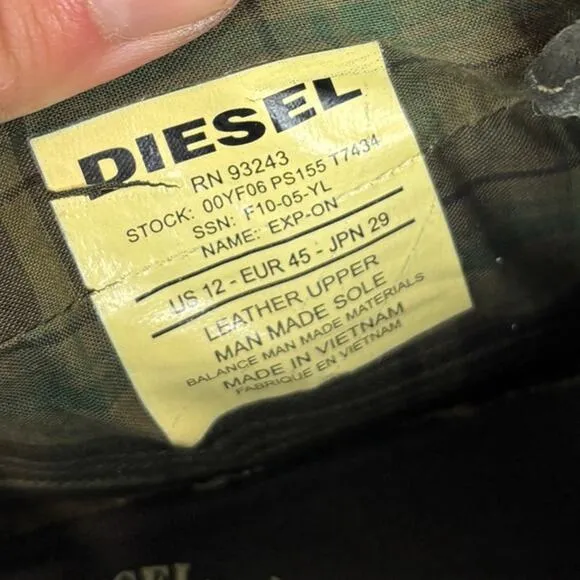 DIESEL
RN 93243
STOCK: 00YF06 PS155 T7434
SSN: F10-05-YL
NAME: EXP-ON
US 12 - EUR 45 - JPN 29
LEATHER UPPER
MAN MADE SOLE
BALANCE MAN MADE MATERIALS
MADE IN VIETNAM
FABRIQUE EN VIETNAM